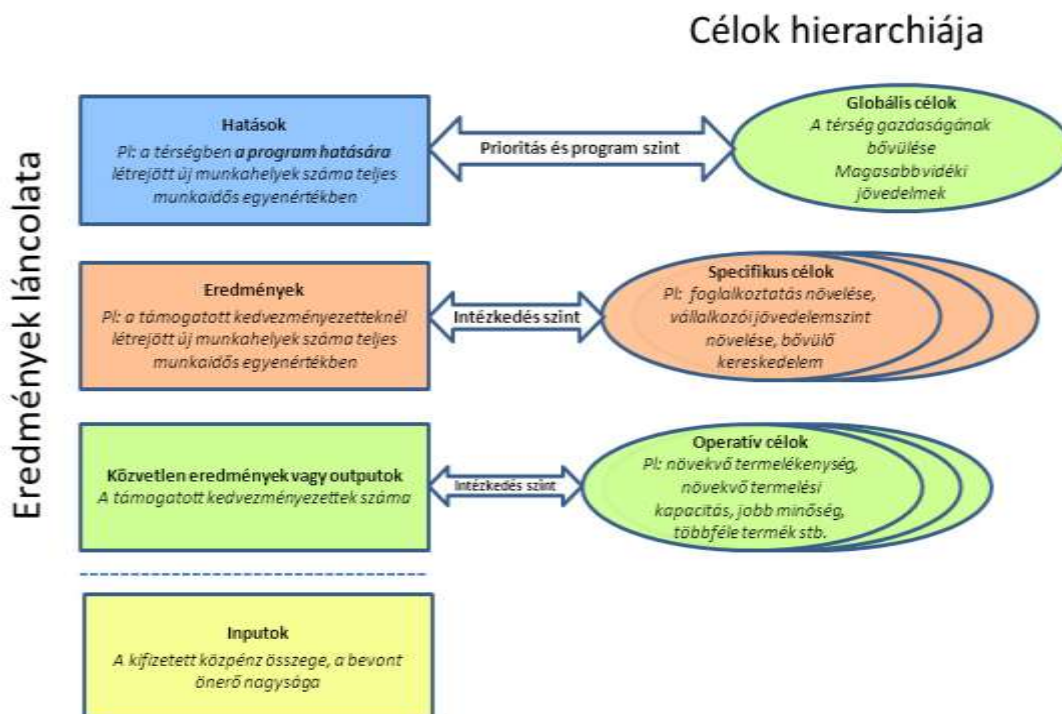 Célok hierarchiája
Eredmények láncolata
Hatások
Pl: a térségben a program hatására
létrejött új munkahelyek száma teljes
munkaidős egyenértékben
Prioritás és program szint
Globális célok
A térség gazdaságának
bővülése
Magasabb vidéki
jövedelmek
Eredmények
Pl: a támogatott kedvezményezetteknél
létrejött új munkahelyek száma teljes
munkaidős egyenértékben
Intézkedés szint
Specifikus célok
Pl: foglalkoztatás növelése,
vállalkozói jövedelemszint
növelése, bővülő
kereskedelem
Közvetlen eredmények vagy outputok
A támogatott kedvezményezettek száma
Intézkedés szint
Operatív célok
Pl: növekvő termelékenység,
növekvő termelési
kapacitás, jobb minőség,
többféle termék stb.
Inputok
A kifizetett közpénz összege, a bevont
önerő nagysága